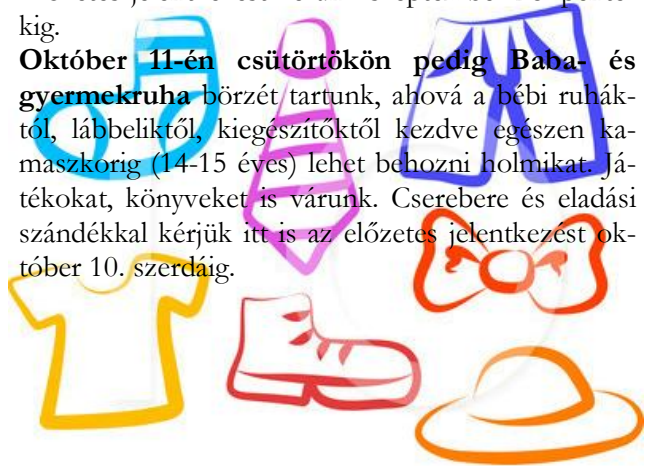 kig.
Október 11-én csütörtökön pedig Baba- és
gyermekruha börzét tartunk, ahová a bébi ruhák-
tól, lábbeliktől, kiegészítőktől kezdve egészen ka-
maszkorig (14-15 éves) lehet behozni holmikat. Já-
tékokat, könyveket is várunk. Cserebere és eladási
szándékkal kérjük itt is az előzetes jelentkezést ok-
tóber 10. szerdáig.